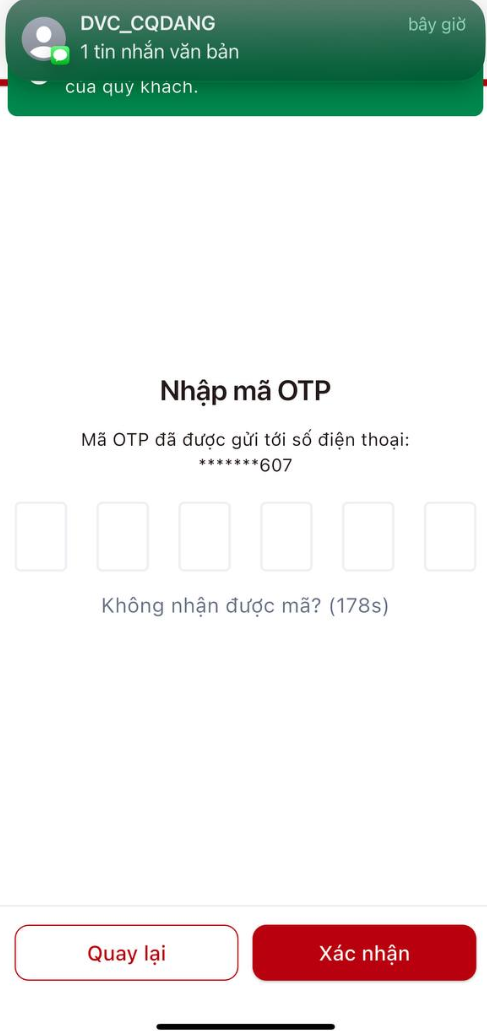 DVC_CQDANG
bây giờ
1 tin nhắn văn bản
của quý khách.
Nhập mã OTP
Mã OTP đã được gửi tới số điện thoại:
*******607
Không nhận được mã? (178s)
Quay lại
Xác nhận